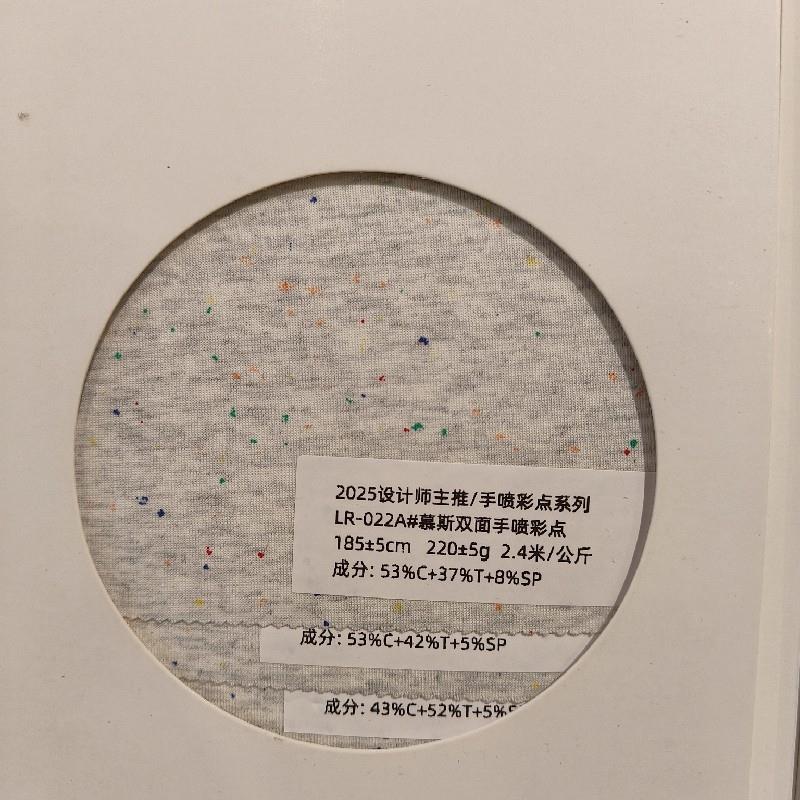 2025设计师主推/手喷彩点系列
LR-022A#慕斯双面手喷彩点
185±5cm 220±5g 2.4米/公斤
成分: 53%C+37%T+8%SP
成分: 53%C+42%T+5%SP
成分: 43%C+52%T+5%S